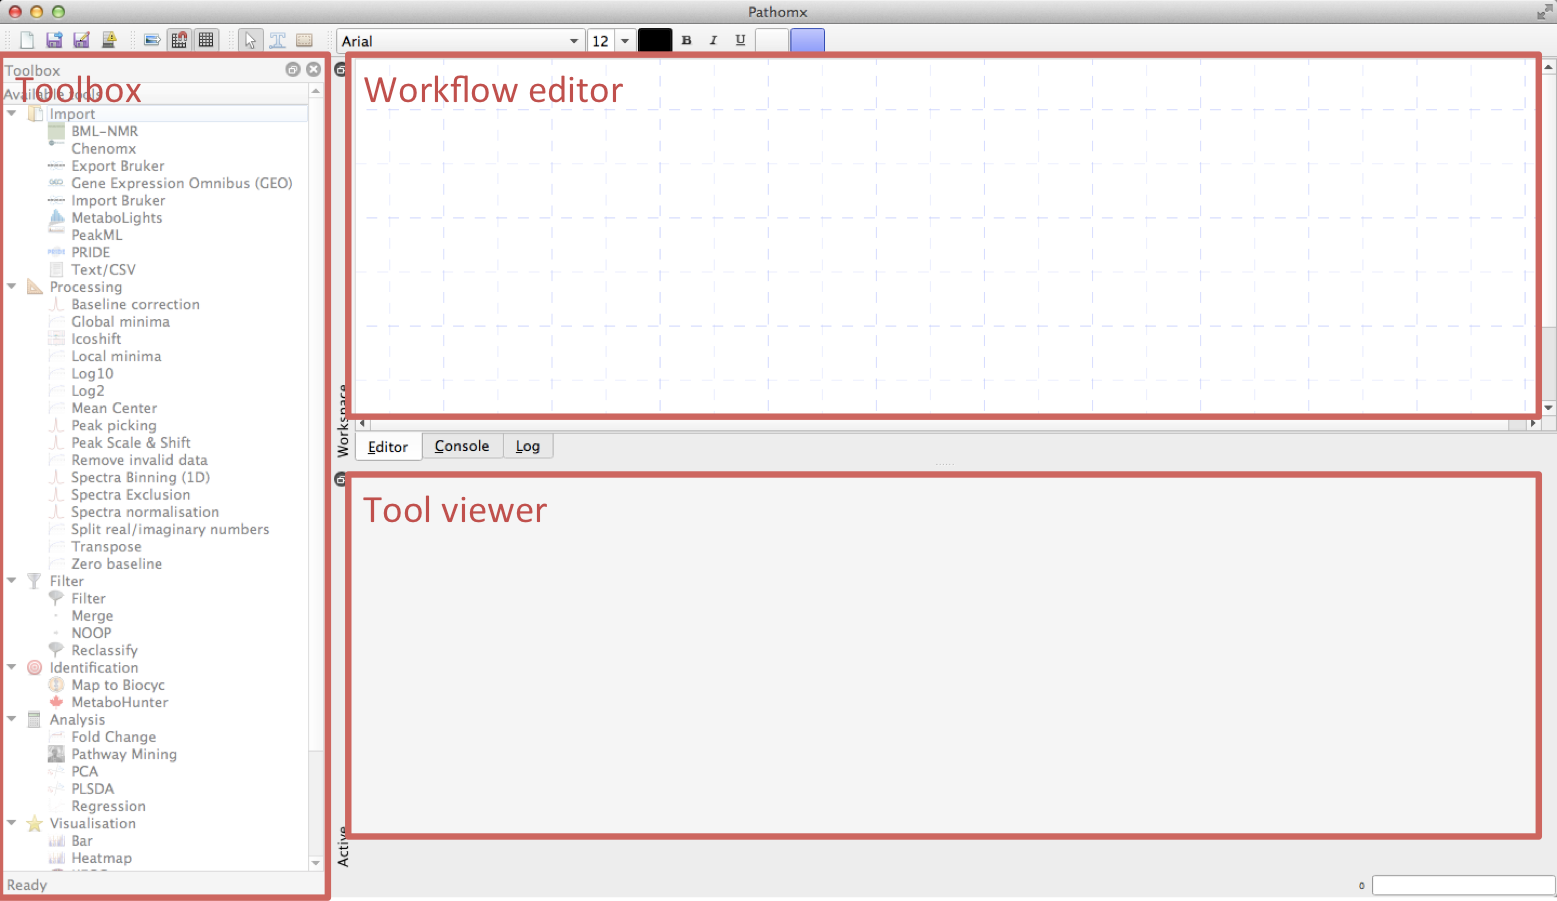 Pathomx
Arial
12
B I U
Toolbox
Toolbox
Available tools
Import
BML-NMR
Chenomx
Export Bruker
Gene Expression Omnibus (GEO)
Import Bruker
MetaboLights
PeakML
PRIDE
Text/CSV
Processing
Baseline correction
Global minima
Icoshift
Local minima
Log10
Log2
Mean Center
Peak picking
Peak Scale & Shift
Remove invalid data
Spectra Binning (1D)
Spectra Exclusion
Spectra normalisation
Split real/imaginary numbers
Transpose
Zero baseline
Filter
Filter
Merge
NOOP
Reclassify
Identification
Map to Biocyc
MetaboHunter
Analysis
Fold Change
Pathway Mining
PCA
PLSDA
Regression
Visualisation
Bar
Heatmap
Ready
Workflow editor
Workspace
Editor
Console
Log
Tool viewer
Active
0